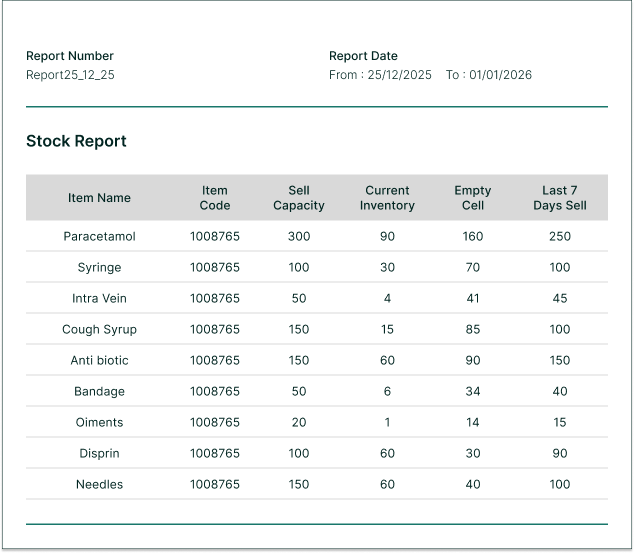 Report Number
Report25_12_25
Report Date
From : 25/12/2025 To : 01/01/2026
Stock Report
Item Name Item Code Sell Capacity Current Inventory Empty Cell Last 7 Days Sell
Paracetamol 1008765 300 90 160 250
Syringe 1008765 100 30 70 100
Intra Vein 1008765 50 4 41 45
Cough Syrup 1008765 150 15 85 100
Anti biotic 1008765 150 60 90 150
Bandage 1008765 50 6 34 40
Oiments 1008765 20 1 14 15
Disprin 1008765 100 60 30 90
Needles 1008765 150 60 40 100